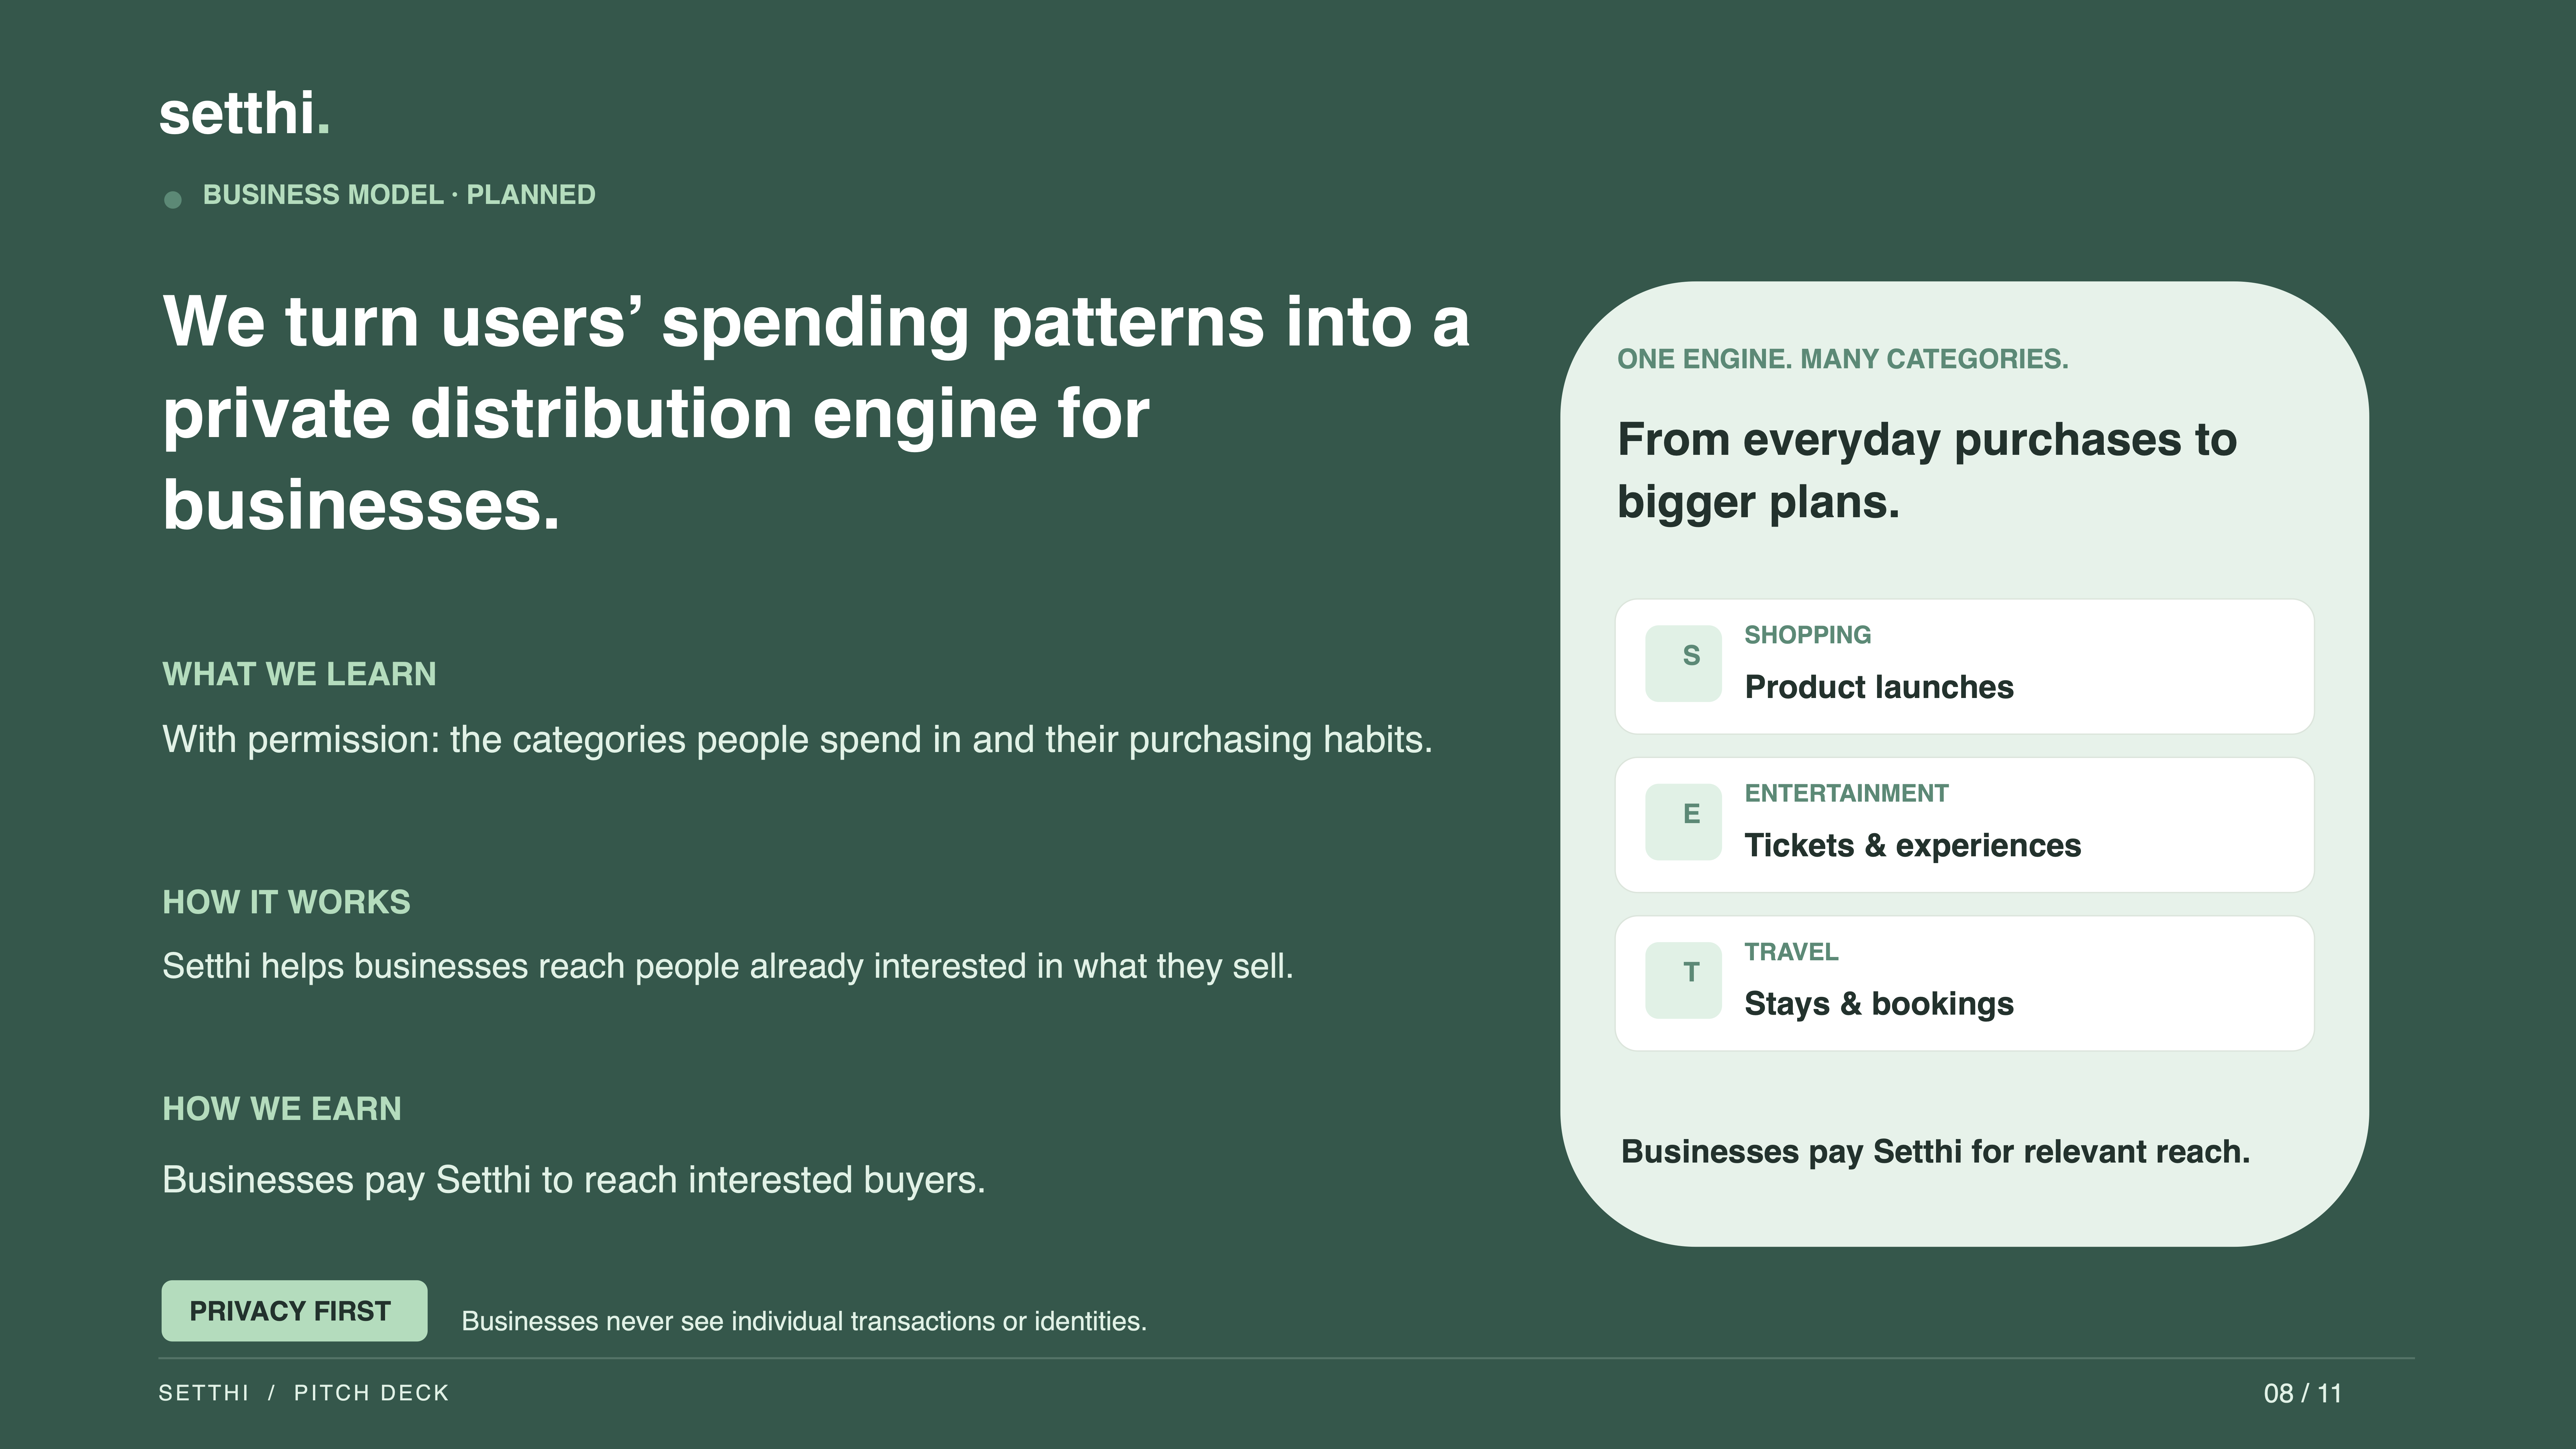 setthi.
BUSINESS MODEL · PLANNED
We turn users’ spending patterns into a
private distribution engine for
businesses.
WHAT WE LEARN
With permission: the categories people spend in and their purchasing habits.
HOW IT WORKS
Setthi helps businesses reach people already interested in what they sell.
HOW WE EARN
Businesses pay Setthi to reach interested buyers.
PRIVACY FIRST
Businesses never see individual transactions or identities.
ONE ENGINE. MANY CATEGORIES.
From everyday purchases to
bigger plans.
S
SHOPPING
Product launches
E
ENTERTAINMENT
Tickets & experiences
T
TRAVEL
Stays & bookings
Businesses pay Setthi for relevant reach.
SETTHI / PITCH DECK
08 / 11